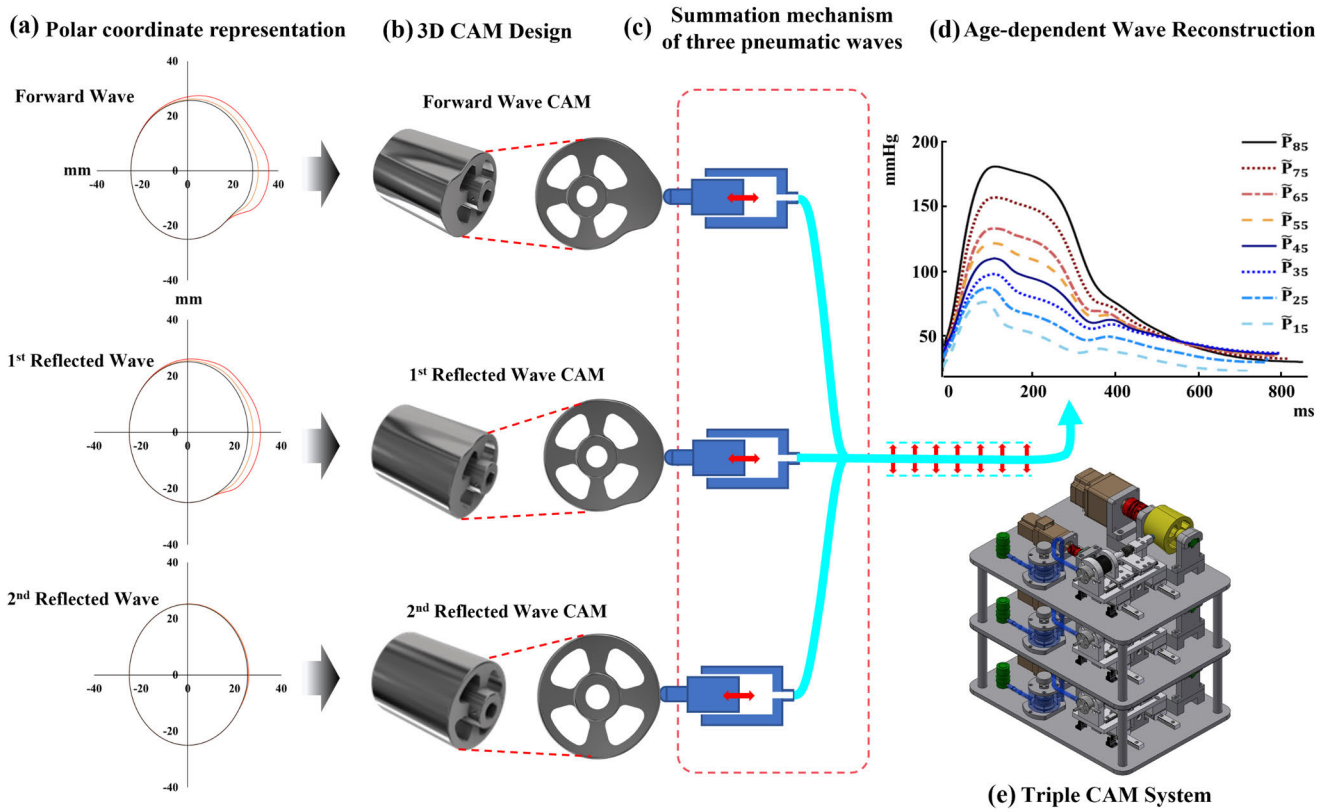 (a) Polar coordinate representation
40
Forward Wave
20
mm
-40
-20
0
0
20
40
-20
-40
mm
40
1st Reflected Wave
20
-40
-20
0
0
20
40
-20
40
40
2nd Reflected Wave
20
-40
-20
0
0
20
40
-20
-40
(b) 3D CAM Design
Forward Wave CAM
1st Reflected Wave CAM
2nd Reflected Wave CAM
(c) Summation mechanism
of three pneumatic waves
(d) Age-dependent Wave Reconstruction
mmHg
200
150
100
50
0
200
400
600
800
ms
P̃85
P̃75
P̃65
P̃55
P̃45
P̃35
P̃25
P̃15
(e) Triple CAM System